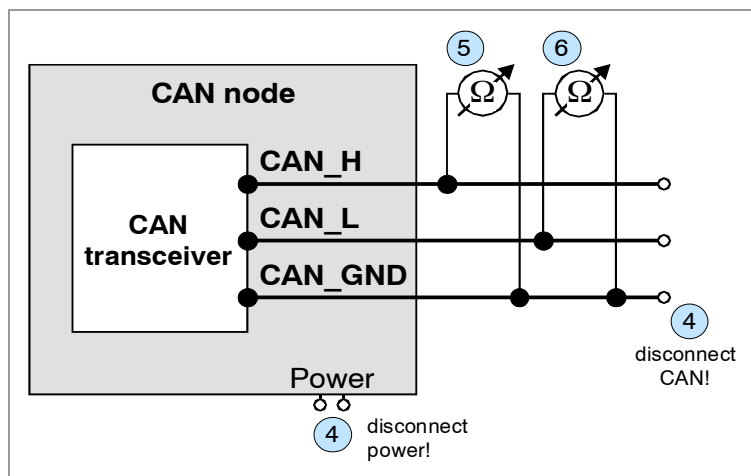 5
6
Ω
Ω
CAN node
CAN_H
CAN
transceiver
CAN_L
CAN_GND
4
disconnect
CAN!
Power
4
disconnect
power!